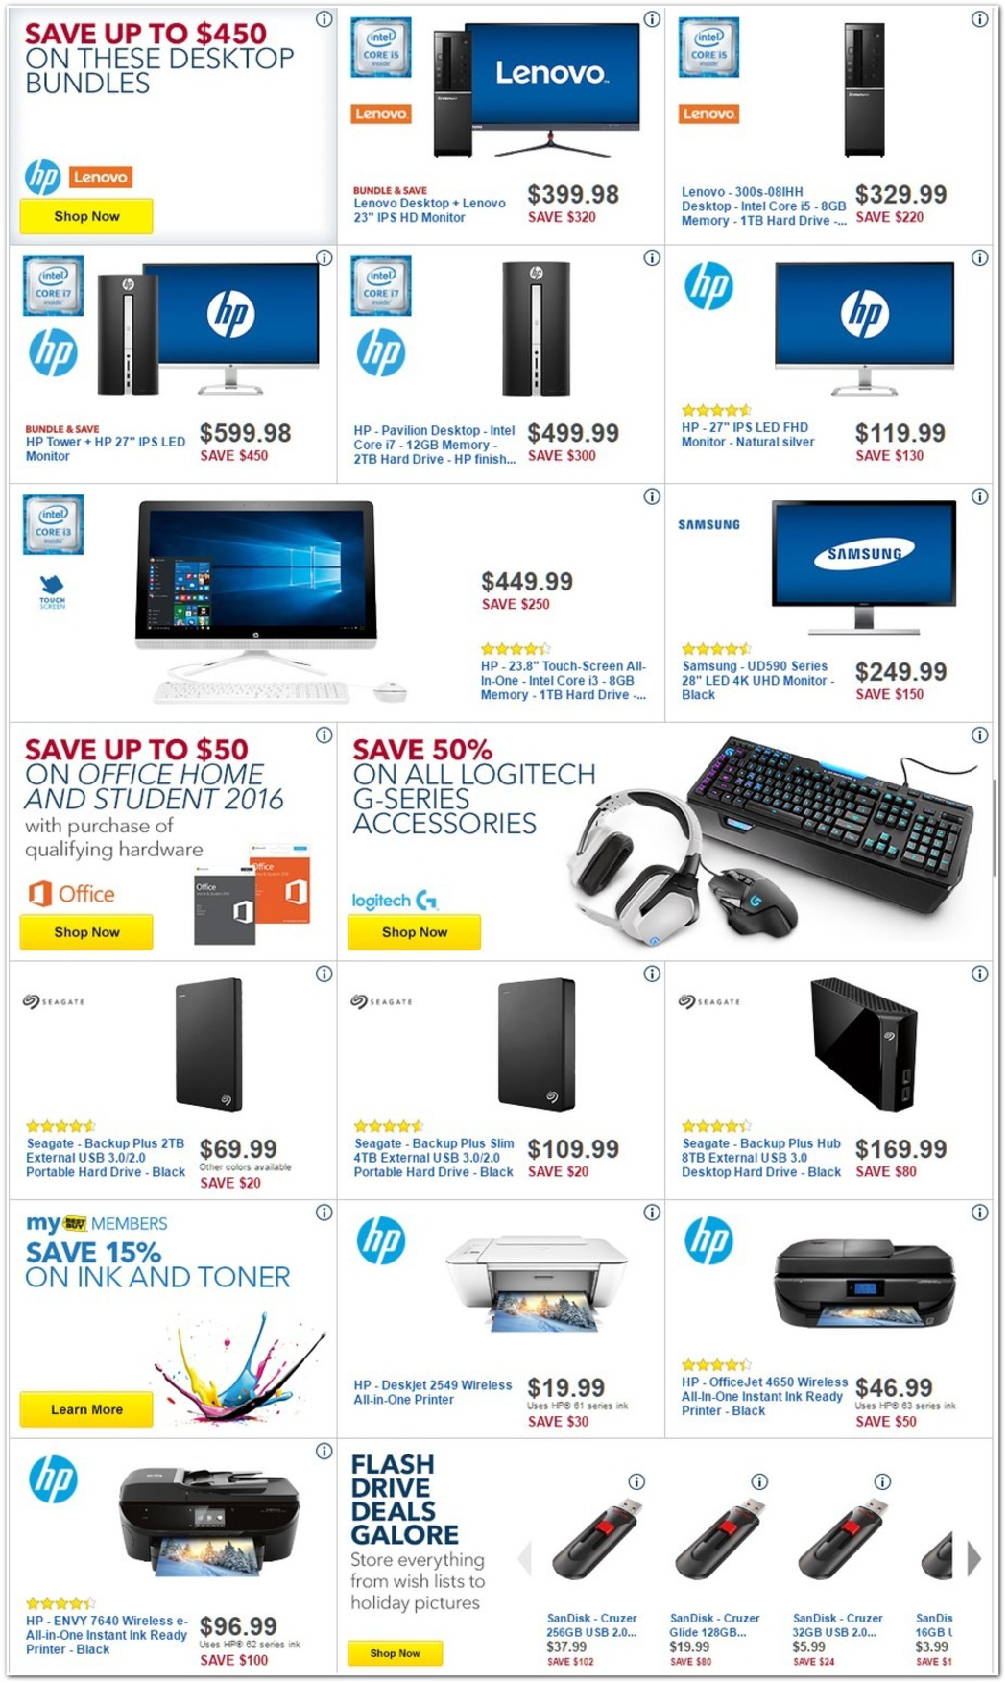 SAVE UP TO $450
ON THESE DESKTOP
BUNDLES
hp Lenovo
Shop Now
intel
CORE i5
inside
Lenovo
Lenovo
BUNDLE & SAVE
Lenovo Desktop + Lenovo
23" IPS HD Monitor
$399.98
SAVE $320
intel
CORE i5
inside
Lenovo
Lenovo - 300s-08IHH
Desktop - Intel Core i5 - 8GB
Memory - 1TB Hard Drive -...
$329.99
SAVE $220
intel
CORE i7
inside
hp
hp
BUNDLE & SAVE
HP Tower + HP 27" IPS LED
Monitor
$599.98
SAVE $450
intel
CORE i7
inside
hp
HP - Pavilion Desktop - Intel
Core i7 - 12GB Memory -
2TB Hard Drive - HP finish...
$499.99
SAVE $300
hp
hp
HP - 27" IPS LED FHD
Monitor - Natural silver
$119.99
SAVE $130
intel
CORE i3
inside
TOUCH
SCREEN
$449.99
SAVE $250
HP - 23.8" Touch-Screen All-
In-One - Intel Core i3 - 8GB
Memory - 1TB Hard Drive -...
SAMSUNG
SAMSUNG
Samsung - UD590 Series
28" LED 4K UHD Monitor -
Black
$249.99
SAVE $150
SAVE UP TO $50
ON OFFICE HOME
AND STUDENT 2016
with purchase of
qualifying hardware
Office
Office
Office
Shop Now
SAVE 50%
ON ALL LOGITECH
G-SERIES
ACCESSORIES
logitech G
Shop Now
SEAGATE
Seagate - Backup Plus 2TB
External USB 3.0/2.0
Portable Hard Drive - Black
$69.99
Other colors available
SAVE $20
SEAGATE
Seagate - Backup Plus Slim
4TB External USB 3.0/2.0
Portable Hard Drive - Black
$109.99
SAVE $20
SEAGATE
Seagate - Backup Plus Hub
8TB External USB 3.0
Desktop Hard Drive - Black
$169.99
SAVE $80
my BEST BUY MEMBERS
SAVE 15%
ON INK AND TONER
Learn More
hp
HP - Deskjet 2549 Wireless
All-in-One Printer
$19.99
Uses HP® 61 series ink
SAVE $30
hp
HP - OfficeJet 4650 Wireless
All-In-One Instant Ink Ready
Printer - Black
$46.99
Uses HP® 63 series ink
SAVE $50
hp
HP - ENVY 7640 Wireless e-
All-in-One Instant Ink Ready
Printer - Black
$96.99
Uses HP® 62 series ink
SAVE $100
FLASH
DRIVE
DEALS
GALORE
Store everything
from wish lists to
holiday pictures
Shop Now
SanDisk - Cruzer
256GB USB 2.0...
$37.99
SAVE $102
SanDisk - Cruzer
Glide 128GB...
$19.99
SAVE $80
SanDisk - Cruzer
32GB USB 2.0...
$5.99
SAVE $24
SanDis
16GB U
$3.99
SAVE $1